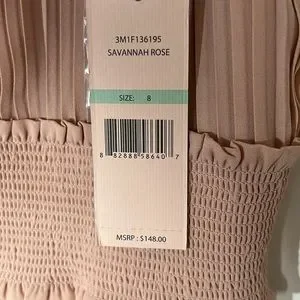 3M1F136195
SAVANNAH ROSE
SIZE: 8
8 82888 58640 7
MSRP : $148.00